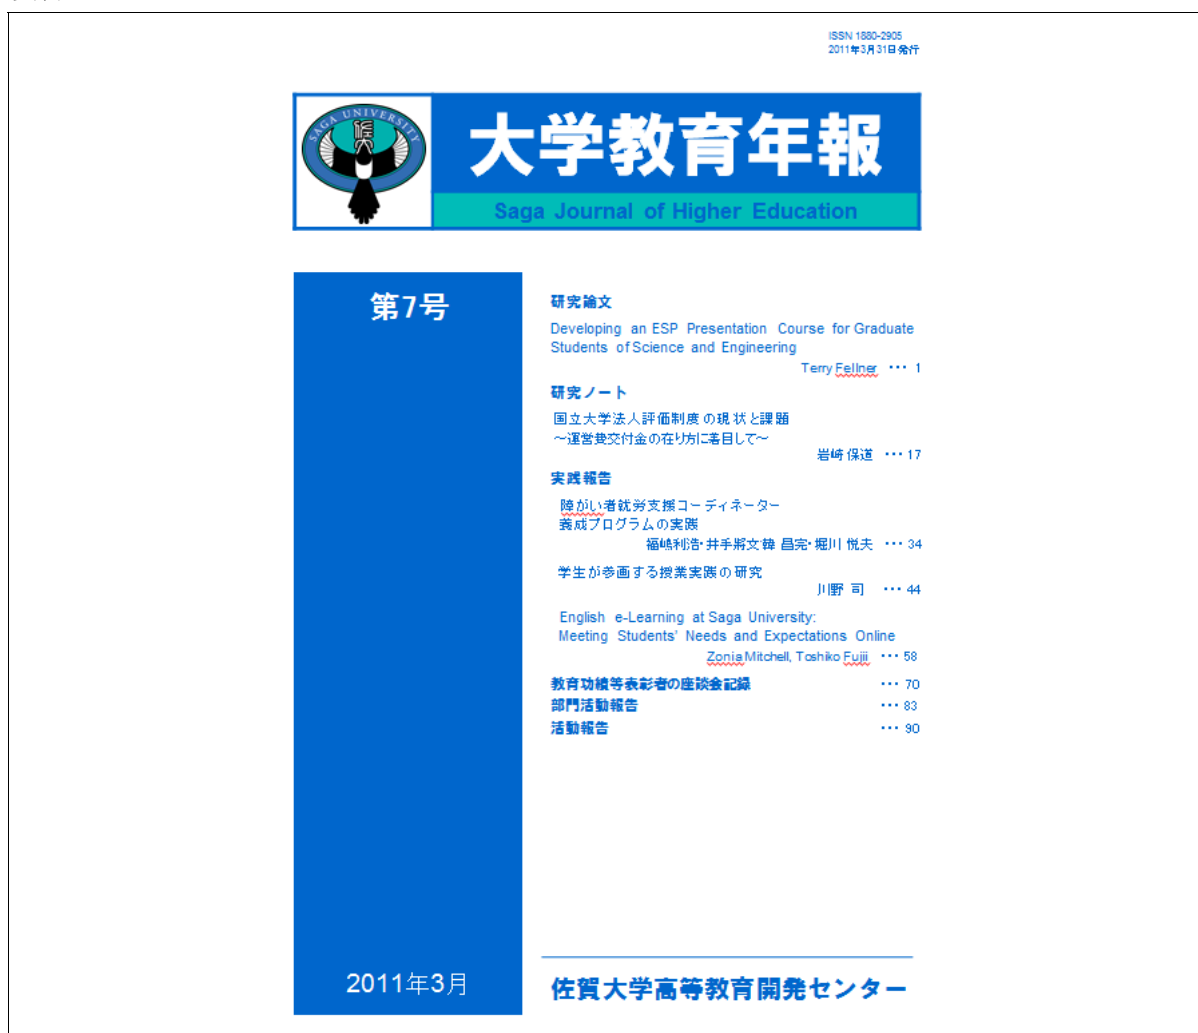 ISSN 1880-2905
2011年3月31日発行
SAGA UNIVERSITY
大学教育年報
Saga Journal of Higher Education
第7号
研究論文
Developing an ESP Presentation Course for Graduate
Students of Science and Engineering
Terry Fellner ・・・ 1
研究ノート
国立大学法人評価制度の現状と課題
~運営費交付金の在り方に着目して~
岩崎 保道 ・・・ 17
実践報告
障がい者就労支援コーディネーター
養成プログラムの実践
福嶋利浩・井手將文・韓 昌完・堀川 悦夫 ・・・ 34
学生が参画する授業実践の研究
川野 司 ・・・ 44
English e-Learning at Saga University:
Meeting Students’ Needs and Expectations Online
Zonia Mitchell, Toshiko Fujii ・・・ 58
教育功績等表彰者の座談会記録 ・・・ 70
部門活動報告 ・・・ 83
活動報告 ・・・ 90
2011年3月
佐賀大学高等教育開発センター